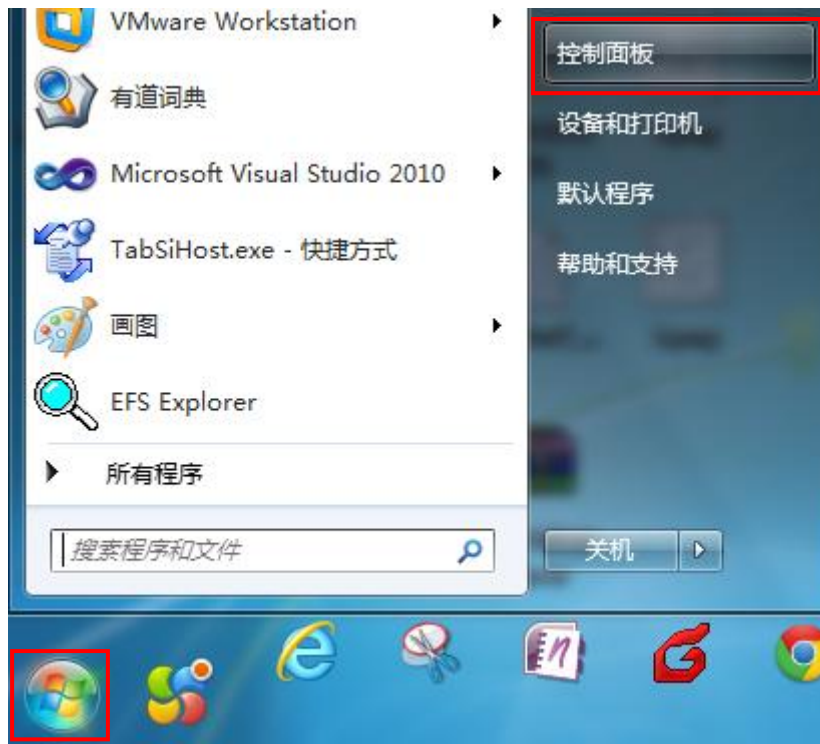 VMware Workstation
有道词典
Microsoft Visual Studio 2010
TabSiHost.exe - 快捷方式
画图
EFS Explorer
所有程序
搜索程序和文件
控制面板
设备和打印机
默认程序
帮助和支持
关机